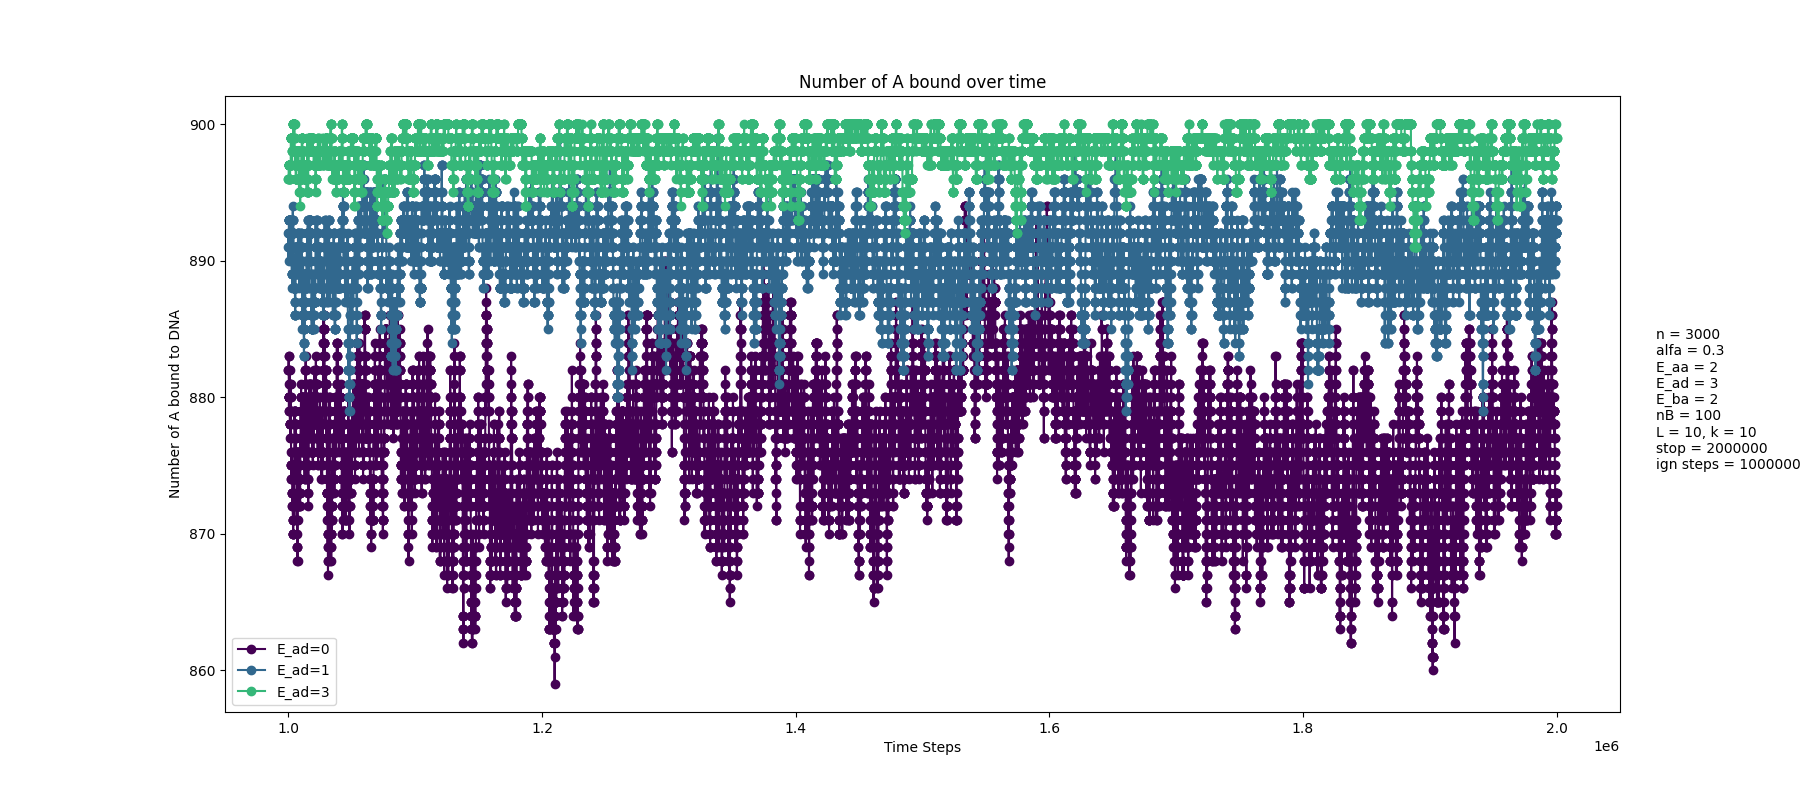 Number of A bound over time
Number of A bound to DNA
900
890
880
870
860
1.0
1.2
1.4
1.6
1.8
2.0
1e6
Time Steps
E_ad=0
E_ad=1
E_ad=3
n = 3000
alfa = 0.3
E_aa = 2
E_ad = 3
E_ba = 2
nB = 100
L = 10, k = 10
stop = 2000000
ign steps = 1000000